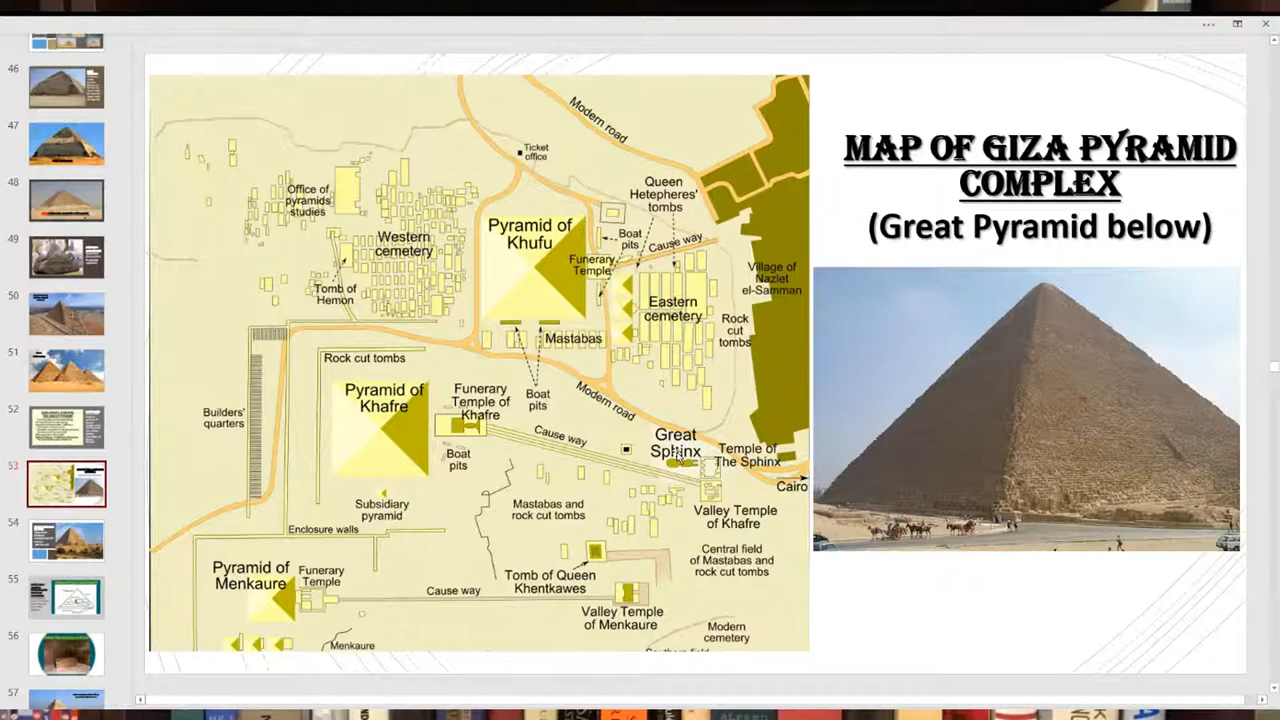 46
47
48
49
50
51
52
53
54
55
56
57
MAP OF GIZA PYRAMID
COMPLEX
(Great Pyramid below)
Modern road
Ticket
office
Queen
Hetepheres'
tombs
Office of
pyramids
studies
Western
cemetery
Pyramid of
Khufu
Boat
pits
Cause way
Funerary
Temple
Village of
Nazlet
el-Samman
Tomb of
Hemon
Eastern
cemetery
Rock
cut
tombs
Mastabas
Rock cut tombs
Boat
pits
Modern road
Builders'
quarters
Pyramid of
Khafre
Funerary
Temple of
Khafre
Cause way
Great
Sphinx
Temple of
The Sphinx
Boat
pits
Cairo
Subsidiary
pyramid
Mastabas and
rock cut tombs
Valley Temple
of Khafre
Enclosure walls
Central field
of Mastabas and
rock cut tombs
Pyramid of
Menkaure
Funerary
Temple
Tomb of Queen
Khentkawes
Cause way
Valley Temple
of Menkaure
Modern
cemetery
Menkaure